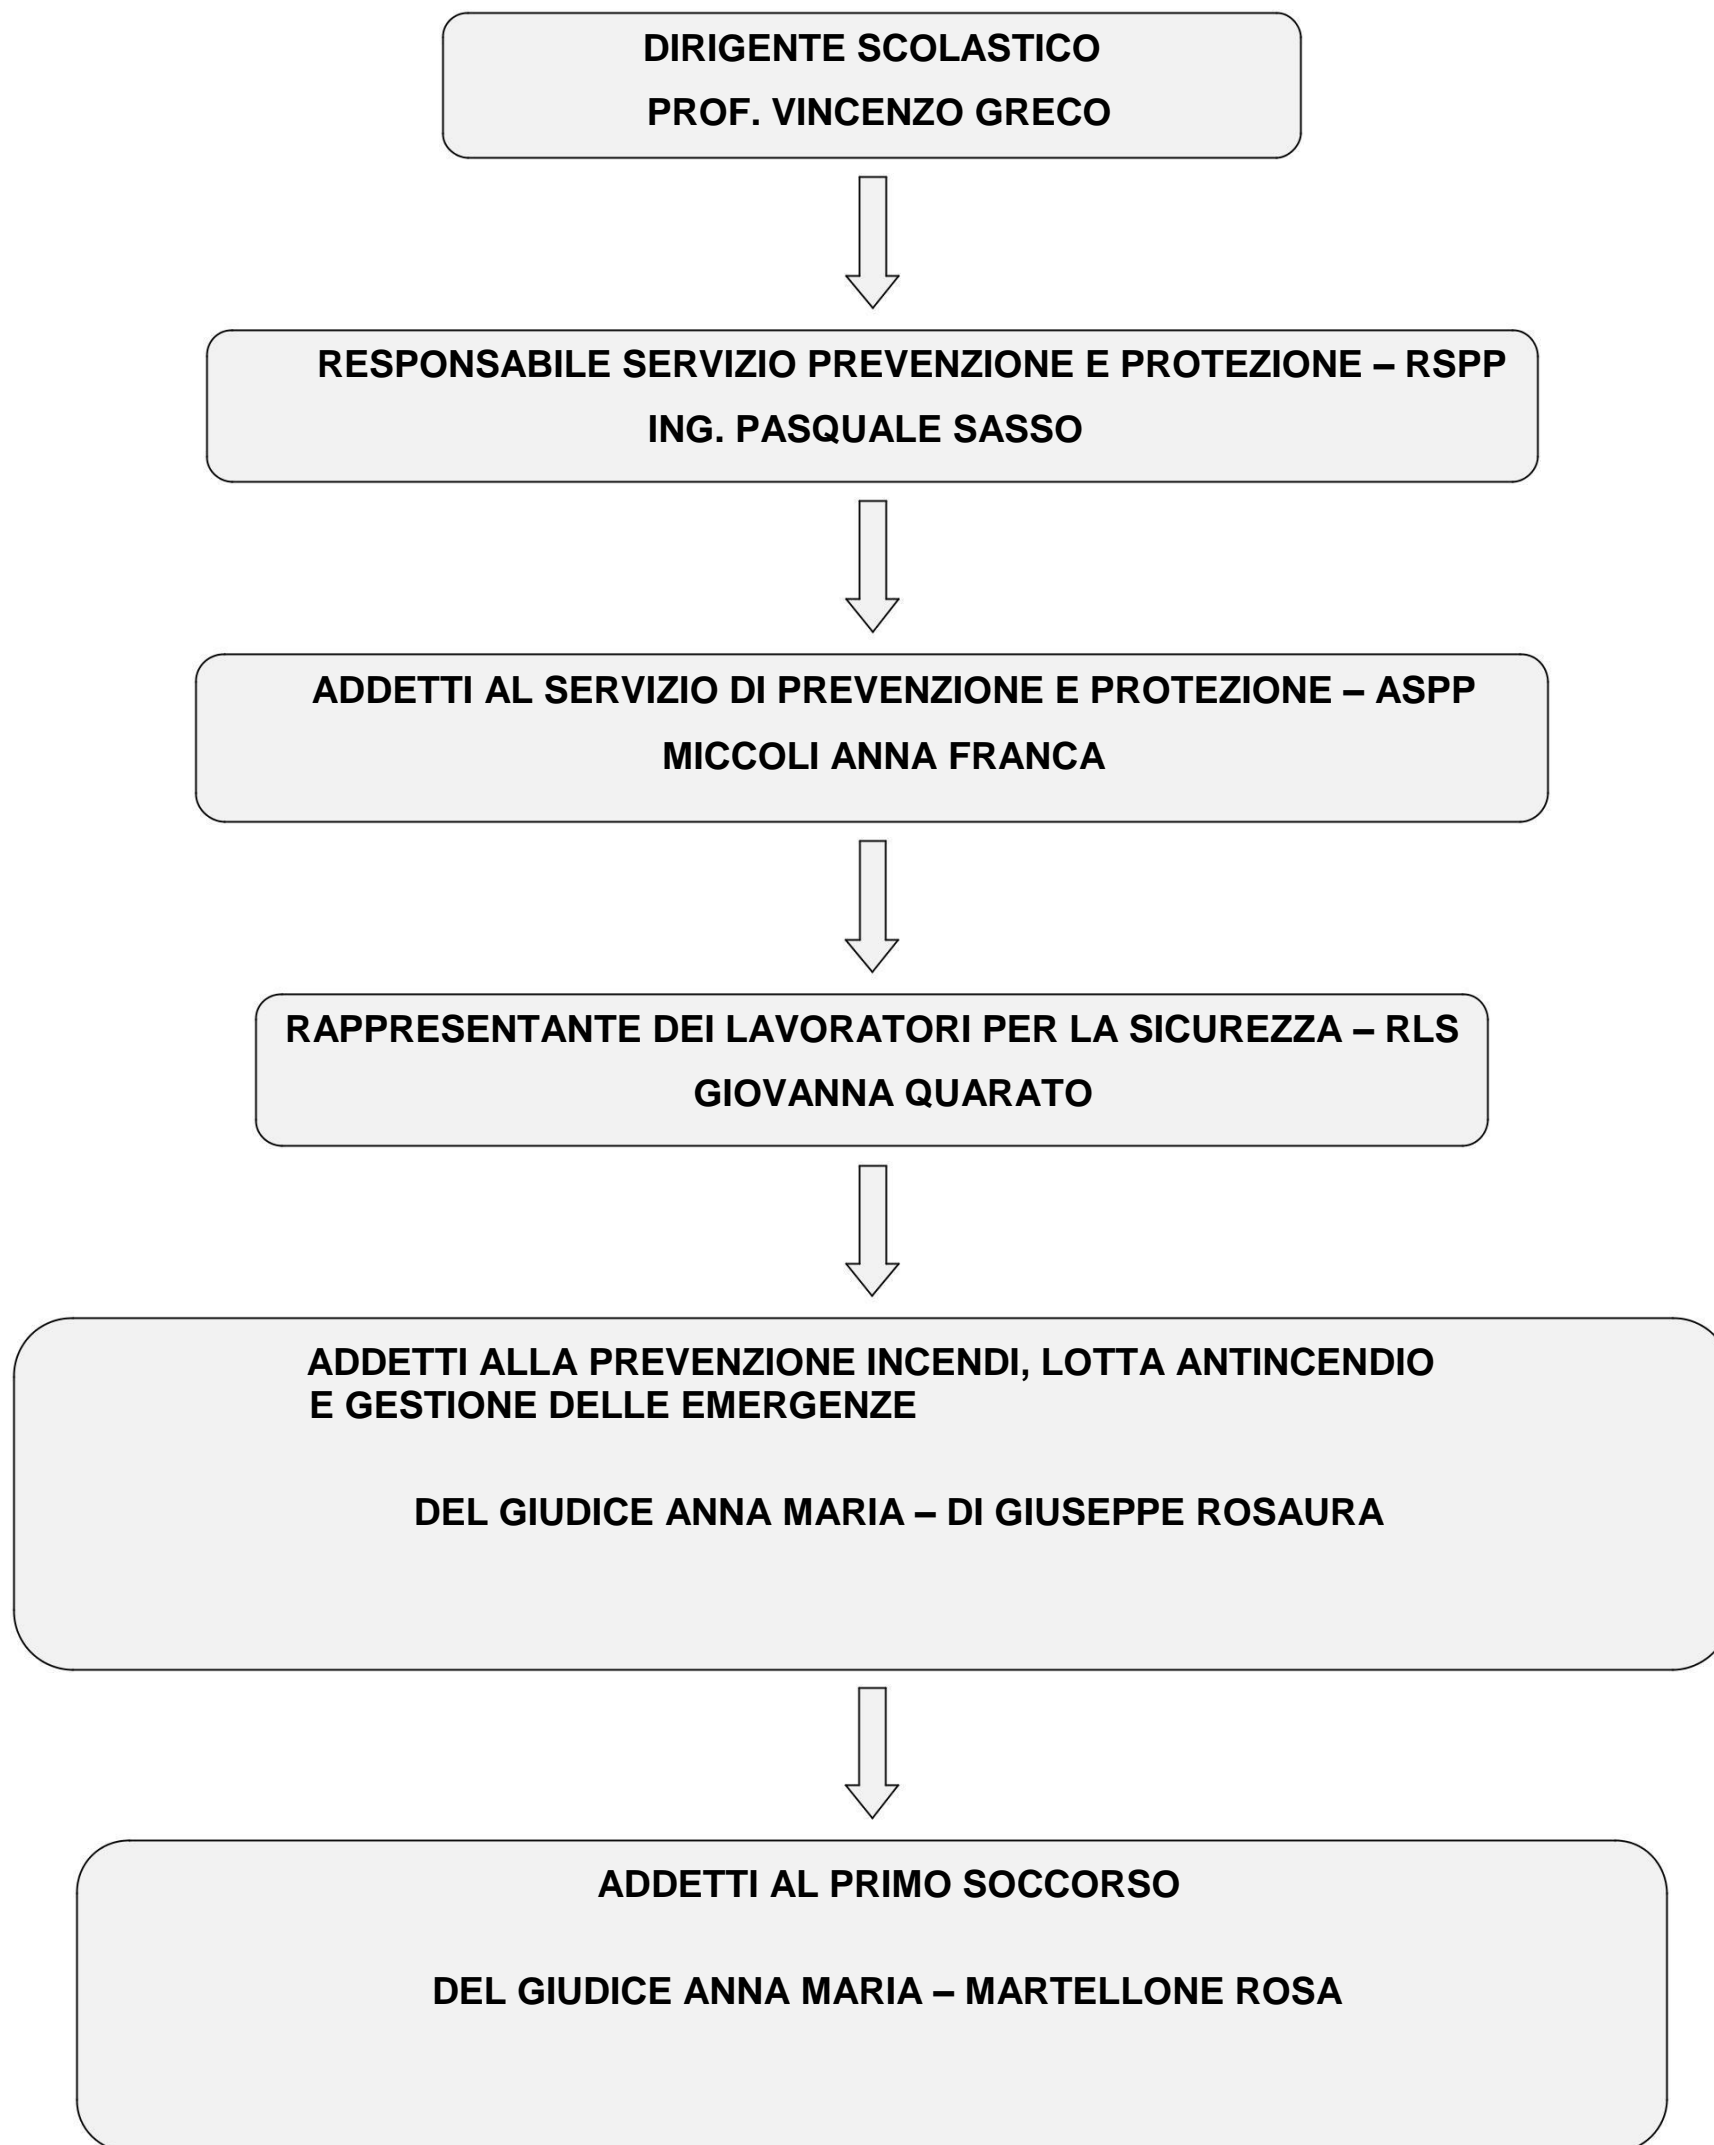 DIRIGENTE SCOLASTICO
PROF. VINCENZO GRECO
RESPONSABILE SERVIZIO PREVENZIONE E PROTEZIONE – RSPP
ING. PASQUALE SASSO
ADDETTI AL SERVIZIO DI PREVENZIONE E PROTEZIONE – ASPP
MICCOLI ANNA FRANCA
RAPPRESENTANTE DEI LAVORATORI PER LA SICUREZZA – RLS
GIOVANNA QUARATO
ADDETTI ALLA PREVENZIONE INCENDI, LOTTA ANTINCENDIO
E GESTIONE DELLE EMERGENZE
DEL GIUDICE ANNA MARIA – DI GIUSEPPE ROSAURA
ADDETTI AL PRIMO SOCCORSO
DEL GIUDICE ANNA MARIA – MARTELLONE ROSA